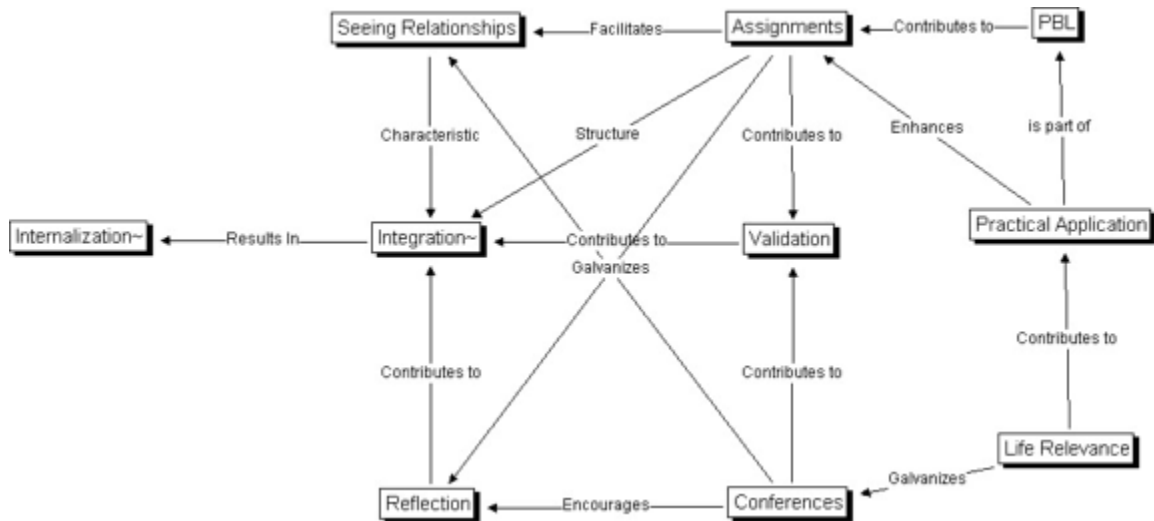 Seeing Relationships
Facilitates
Assignments
Contributes to
PBL
Characteristic
Structure
Contributes to
Enhances
is part of
Internalization~
Results In
Integration~
Contributes to
Validation
Practical Application
Galvanizes
Contributes to
Contributes to
Contributes to
Life Relevance
Galvanizes
Reflection
Encourages
Conferences